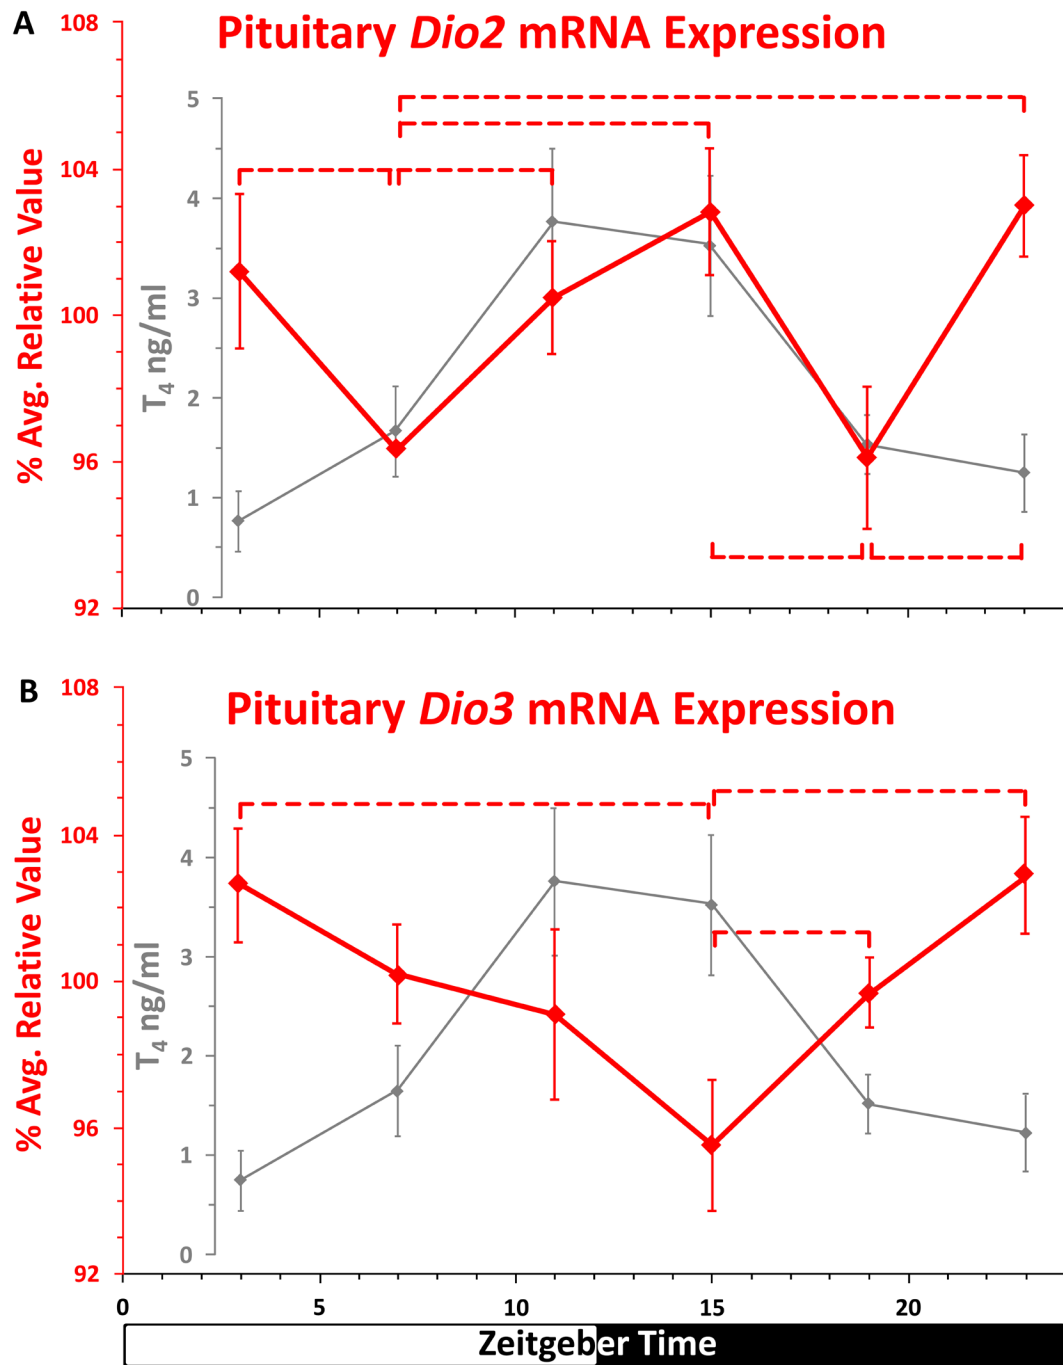 A
Pituitary Dio2 mRNA Expression
% Avg. Relative Value
108
104
100
96
92
T4 ng/ml
5
4
3
2
1
0
B
Pituitary Dio3 mRNA Expression
% Avg. Relative Value
108
104
100
96
92
T4 ng/ml
5
4
3
2
1
0
0 5 10 15 20
Zeitgeber Time